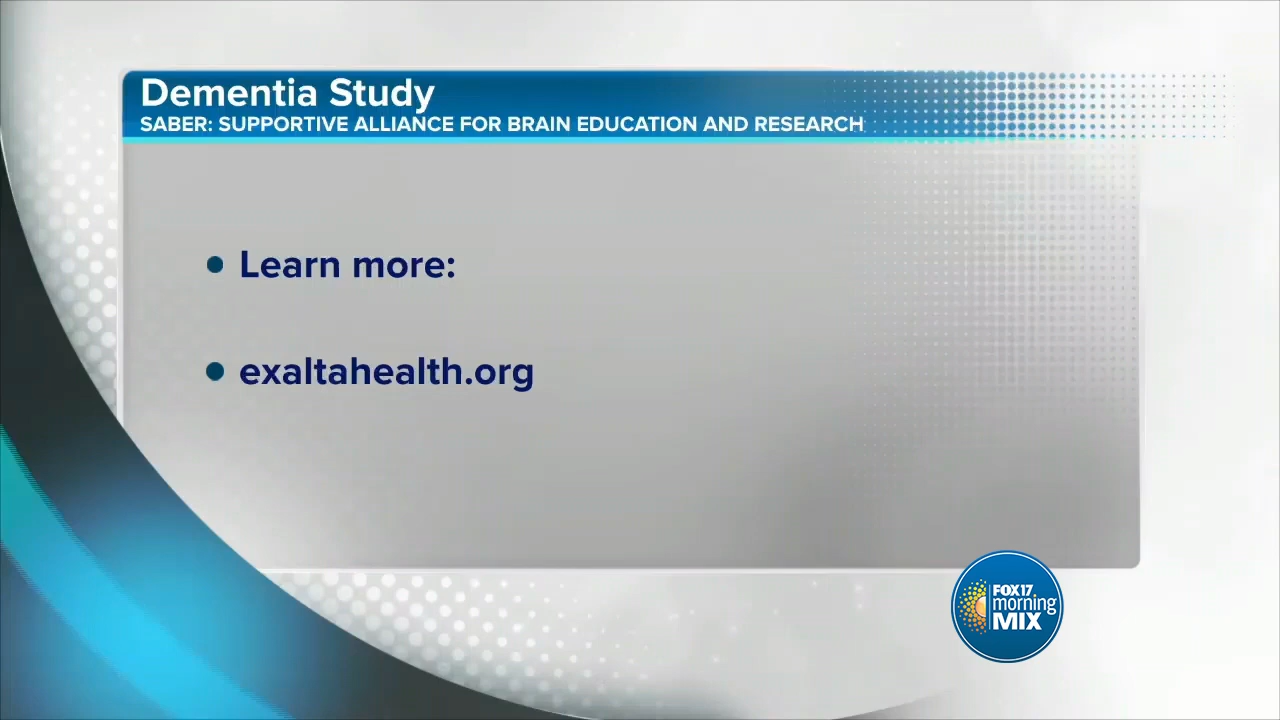 Dementia Study
SABER: SUPPORTIVE ALLIANCE FOR BRAIN EDUCATION AND RESEARCH
• Learn more:
• exaltahealth.org
FOX17
morning
MIX